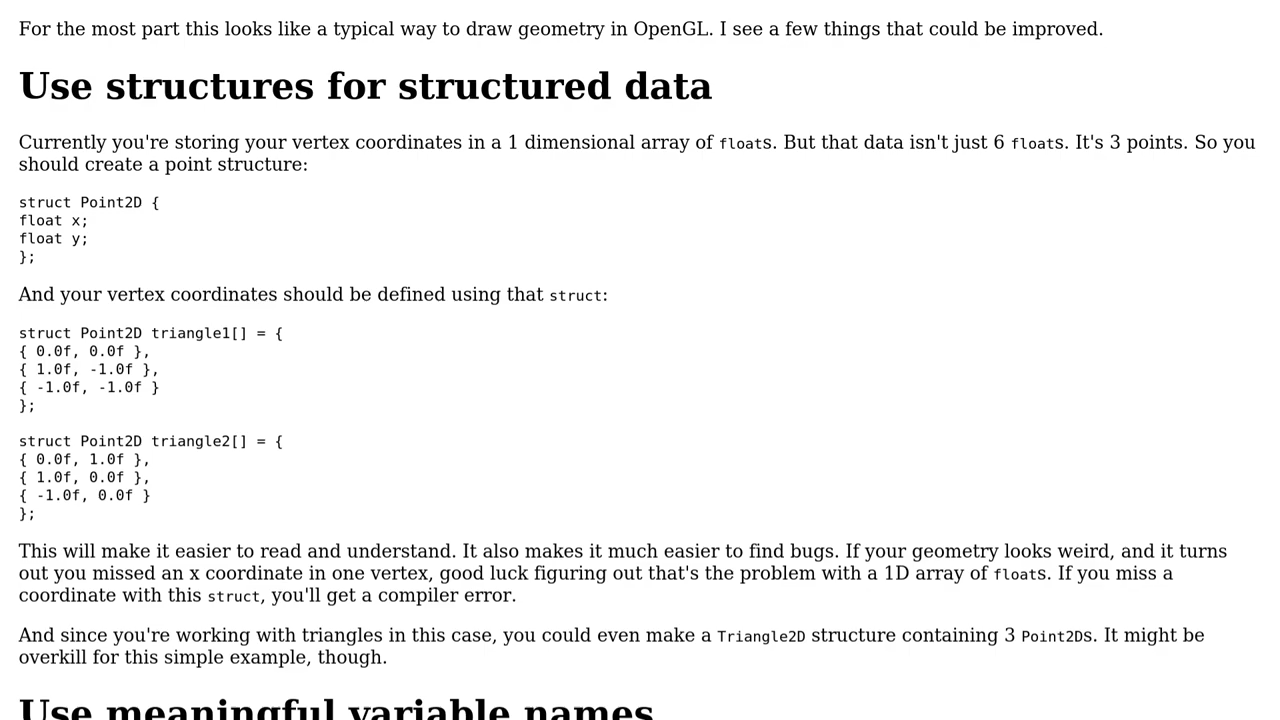 For the most part this looks like a typical way to draw geometry in OpenGL. I see a few things that could be improved.
Use structures for structured data
Currently you're storing your vertex coordinates in a 1 dimensional array of floats. But that data isn't just 6 floats. It's 3 points. So you
should create a point structure:
struct Point2D {
float x;
float y;
};
And your vertex coordinates should be defined using that struct:
struct Point2D triangle1[] = {
{ 0.0f, 0.0f },
{ 1.0f, -1.0f },
{ -1.0f, -1.0f }
};
struct Point2D triangle2[] = {
{ 0.0f, 1.0f },
{ 1.0f, 0.0f },
{ -1.0f, 0.0f }
};
This will make it easier to read and understand. It also makes it much easier to find bugs. If your geometry looks weird, and it turns
out you missed an x coordinate in one vertex, good luck figuring out that's the problem with a 1D array of floats. If you miss a
coordinate with this struct, you'll get a compiler error.
And since you're working with triangles in this case, you could even make a Triangle2D structure containing 3 Point2Ds. It might be
overkill for this simple example, though.
Use meaningful variable names